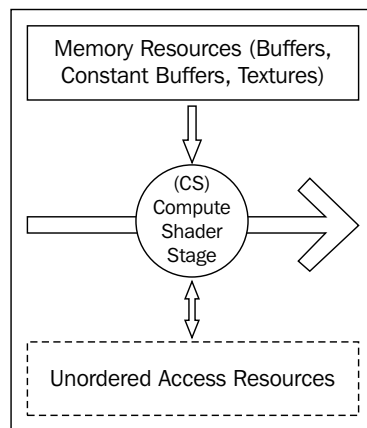 Memory Resources (Buffers,
Constant Buffers, Textures)
(CS)
Compute
Shader
Stage
Unordered Access Resources